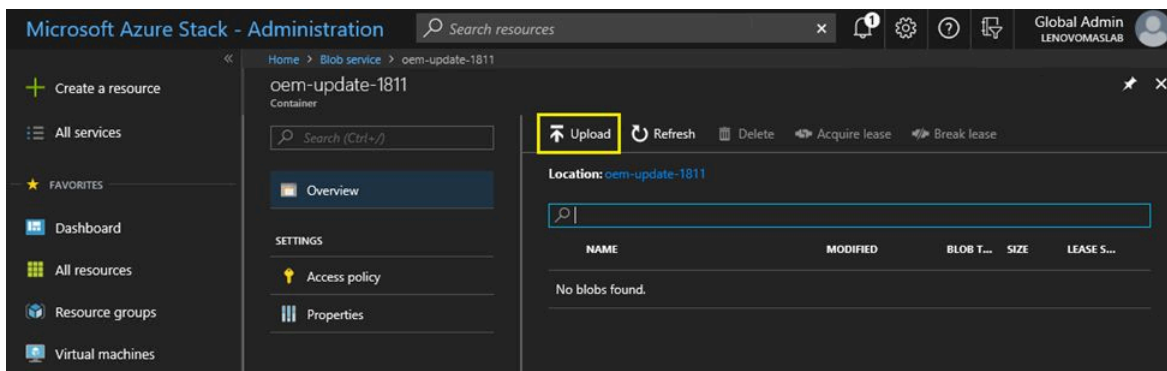 Microsoft Azure Stack - Administration
Search resources
1
Global Admin
LENOVOMASLAB
Home > Blob service > oem-update-1811
Create a resource
All services
FAVORITES
Dashboard
All resources
Resource groups
Virtual machines
oem-update-1811
Container
Search (Ctrl+/)
Overview
SETTINGS
Access policy
Properties
Upload Refresh Delete Acquire lease Break lease
Location: oem-update-1811
NAME MODIFIED BLOB T... SIZE LEASE S...
No blobs found.